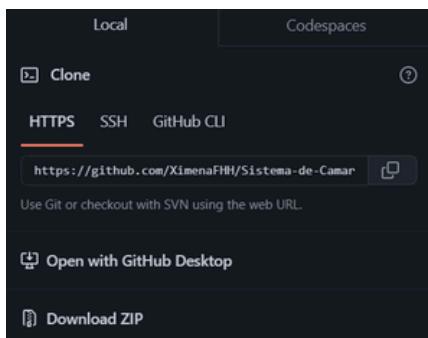 Local Codespaces
Clone
HTTPS SSH GitHub CLI
https://github.com/XimenaFHH/Sistema-de-Camar
Use Git or checkout with SVN using the web URL.
Open with GitHub Desktop
Download ZIP